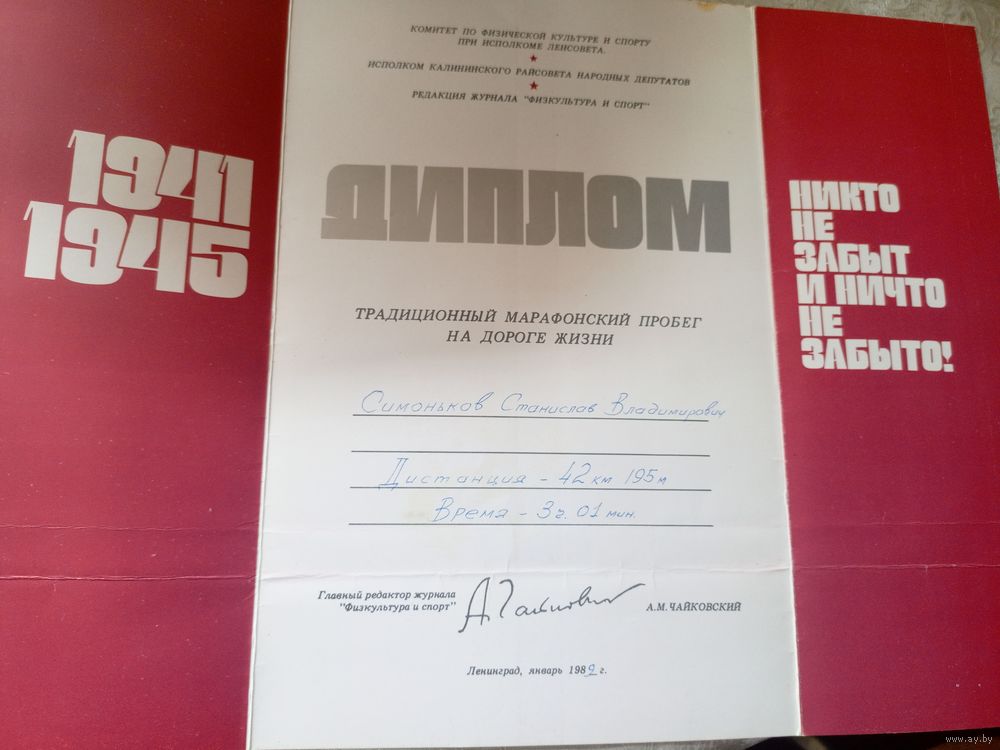 1941
1945
КОМИТЕТ ПО ФИЗИЧЕСКОЙ КУЛЬТУРЕ И СПОРТУ
ПРИ ИСПОЛКОМЕ ЛЕНСОВЕТА.
ИСПОЛКОМ КАЛИНИНСКОГО РАЙСОВЕТА НАРОДНЫХ ДЕПУТАТОВ
РЕДАКЦИЯ ЖУРНАЛА "ФИЗКУЛЬТУРА И СПОРТ"
ДИПЛОМ
ТРАДИЦИОННЫЙ МАРАФОНСКИЙ ПРОБЕГ
НА ДОРОГЕ ЖИЗНИ
Симоньков Станислав Владимирович
Дистанция - 42 км 195 м
Время - 3 ч. 01 мин.
Главный редактор журнала
"Физкультура и спорт"
А. Чайковский
А.М.ЧАЙКОВСКИЙ
Ленинград, январь 1989 г.
НИКТО
НЕ
ЗАБЫТ
И НИЧТО
НЕ
ЗАБЫТО!
www.ay.by